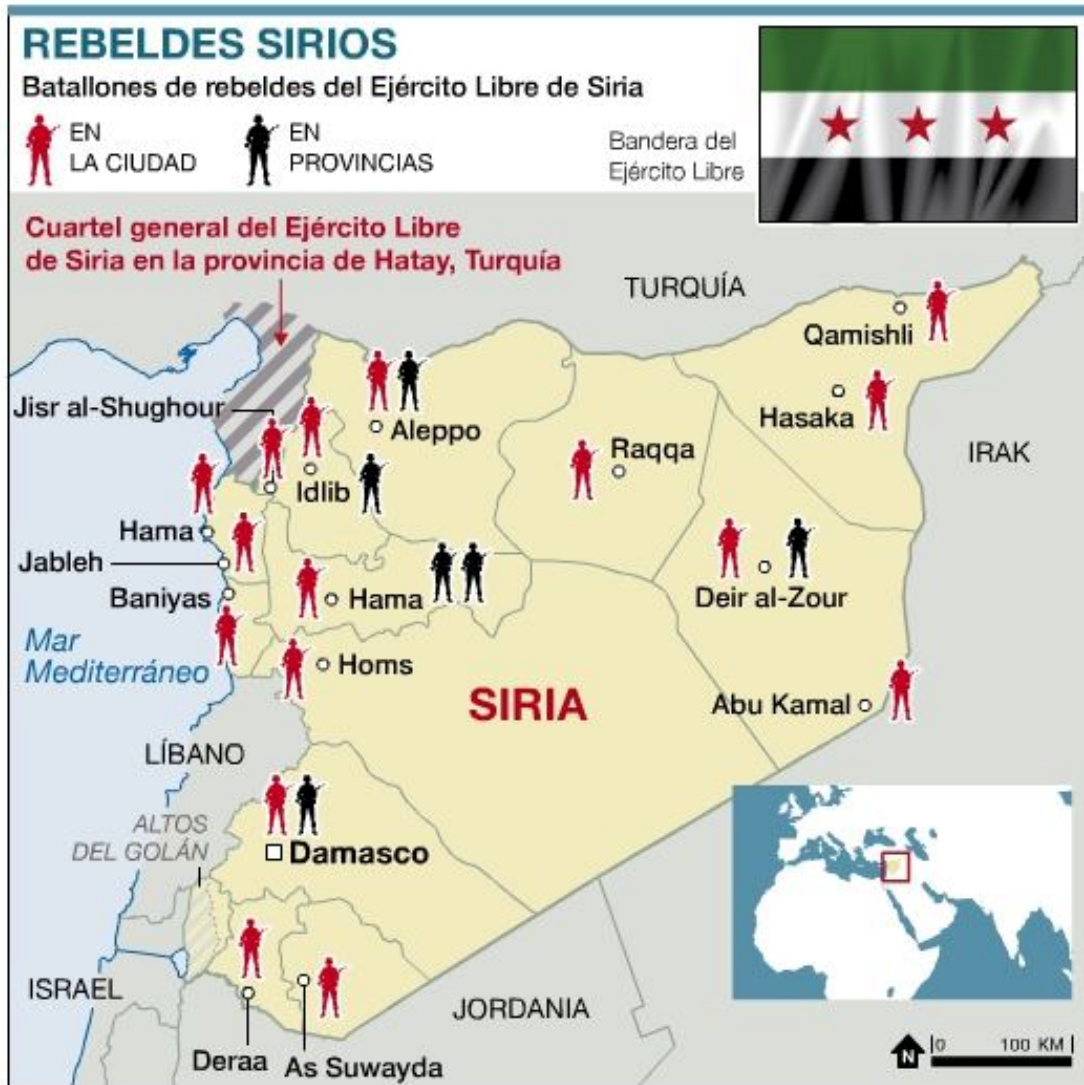 REBELDES SIRIOS
Batallones de rebeldes del Ejército Libre de Siria
EN
LA CIUDAD
EN
PROVINCIAS
Bandera del
Ejército Libre
Cuartel general del Ejército Libre
de Siria en la provincia de Hatay, Turquía
TURQUÍA
Qamishli
Jisr al-Shughour
Aleppo
Hasaka
IRAK
Raqqa
Idlib
Hama
Jableh
Baniyas
Hama
Deir al-Zour
Mar
Mediterráneo
Homs
SIRIA
Abu Kamal
LÍBANO
ALTOS
DEL GOLÁN
Damasco
ISRAEL
JORDANIA
Deraa
As Suwayda
N
0 100 KM